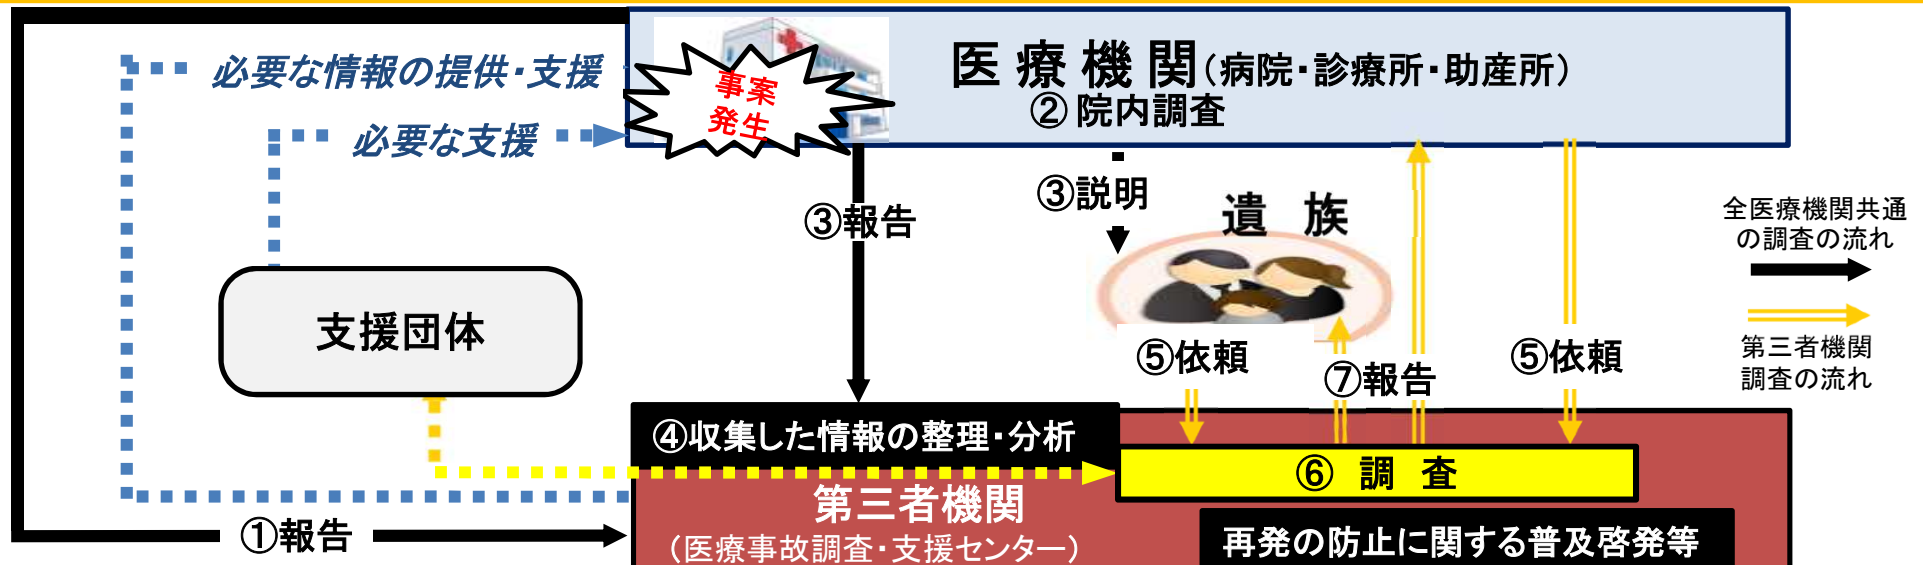 医 療 機 関（病院・診療所・助産所）
②院内調査
事案
発生
必要な情報の提供・支援
必要な支援
③報告
③説明
遺 族
全医療機関共通
の調査の流れ
第三者機関
調査の流れ
支援団体
⑤依頼
⑦報告
⑤依頼
④収集した情報の整理・分析
⑥ 調 査
第三者機関
（医療事故調査・支援センター）
再発の防止に関する普及啓発等
①報告